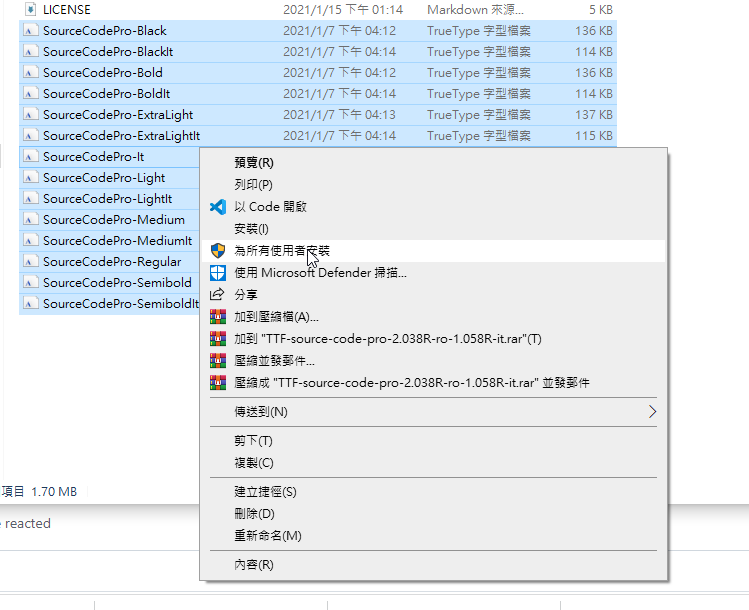 LICENSE 2021/1/15 下午 01:14 Markdown 來源... 5 KB
SourceCodePro-Black 2021/1/7 下午 04:12 TrueType 字型檔案 136 KB
SourceCodePro-BlackIt 2021/1/7 下午 04:14 TrueType 字型檔案 114 KB
SourceCodePro-Bold 2021/1/7 下午 04:12 TrueType 字型檔案 136 KB
SourceCodePro-BoldIt 2021/1/7 下午 04:14 TrueType 字型檔案 114 KB
SourceCodePro-ExtraLight 2021/1/7 下午 04:13 TrueType 字型檔案 137 KB
SourceCodePro-ExtraLightIt 2021/1/7 下午 04:14 TrueType 字型檔案 115 KB
SourceCodePro-It
SourceCodePro-Light
SourceCodePro-LightIt
SourceCodePro-Medium
SourceCodePro-MediumIt
SourceCodePro-Regular
SourceCodePro-Semibold
SourceCodePro-SemiboldIt
預覽(R)
列印(P)
以 Code 開啟
安裝(I)
為所有使用者安裝
使用 Microsoft Defender 掃描...
分享
加到壓縮檔(A)...
加到 "TTF-source-code-pro-2.038R-ro-1.058R-it.rar"(T)
壓縮並發郵件...
壓縮成 "TTF-source-code-pro-2.038R-ro-1.058R-it.rar" 並發郵件
傳送到(N)
剪下(T)
複製(C)
建立捷徑(S)
刪除(D)
重新命名(M)
內容(R)
項目 1.70 MB
reacted